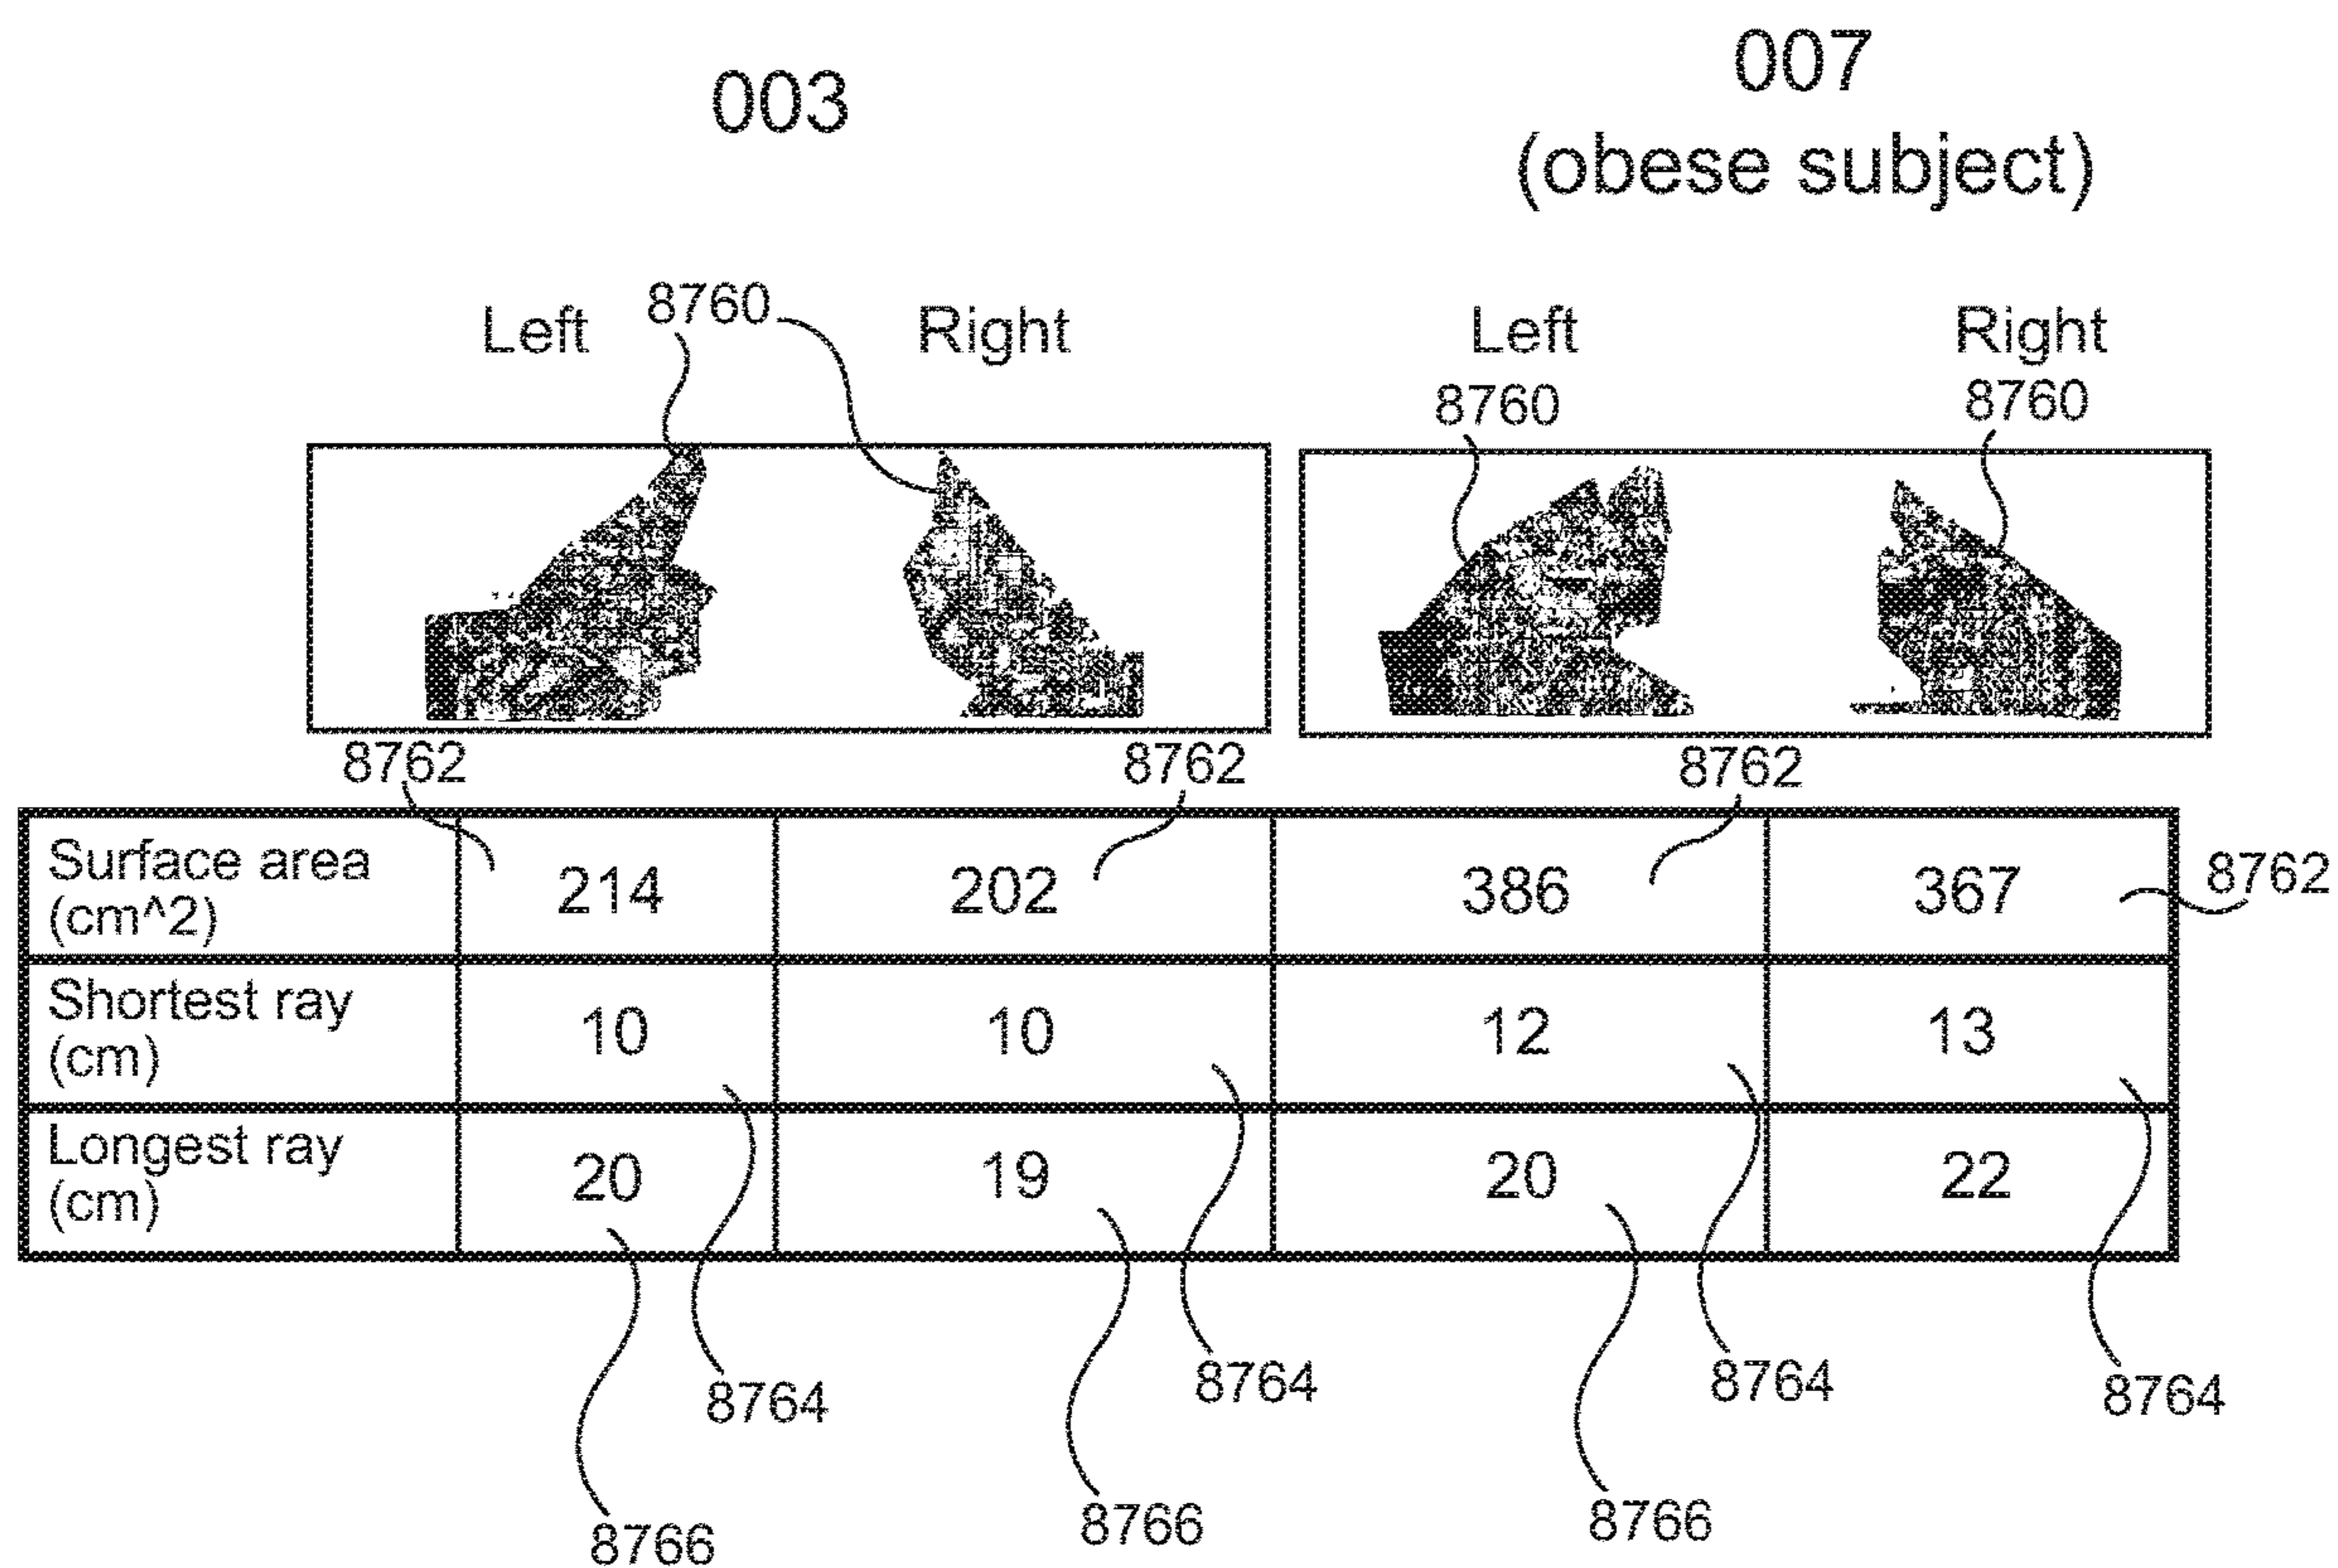 003
007
(obese subject)
Left
8760
Right
Left
Right
8760
8760
8762
8762
8762
Surface area
(cm^2)
214
202
386
367
8762
Shortest ray
(cm)
10
10
12
13
Longest ray
(cm)
20
19
20
22
8764
8764
8764
8764
8766
8766
8766